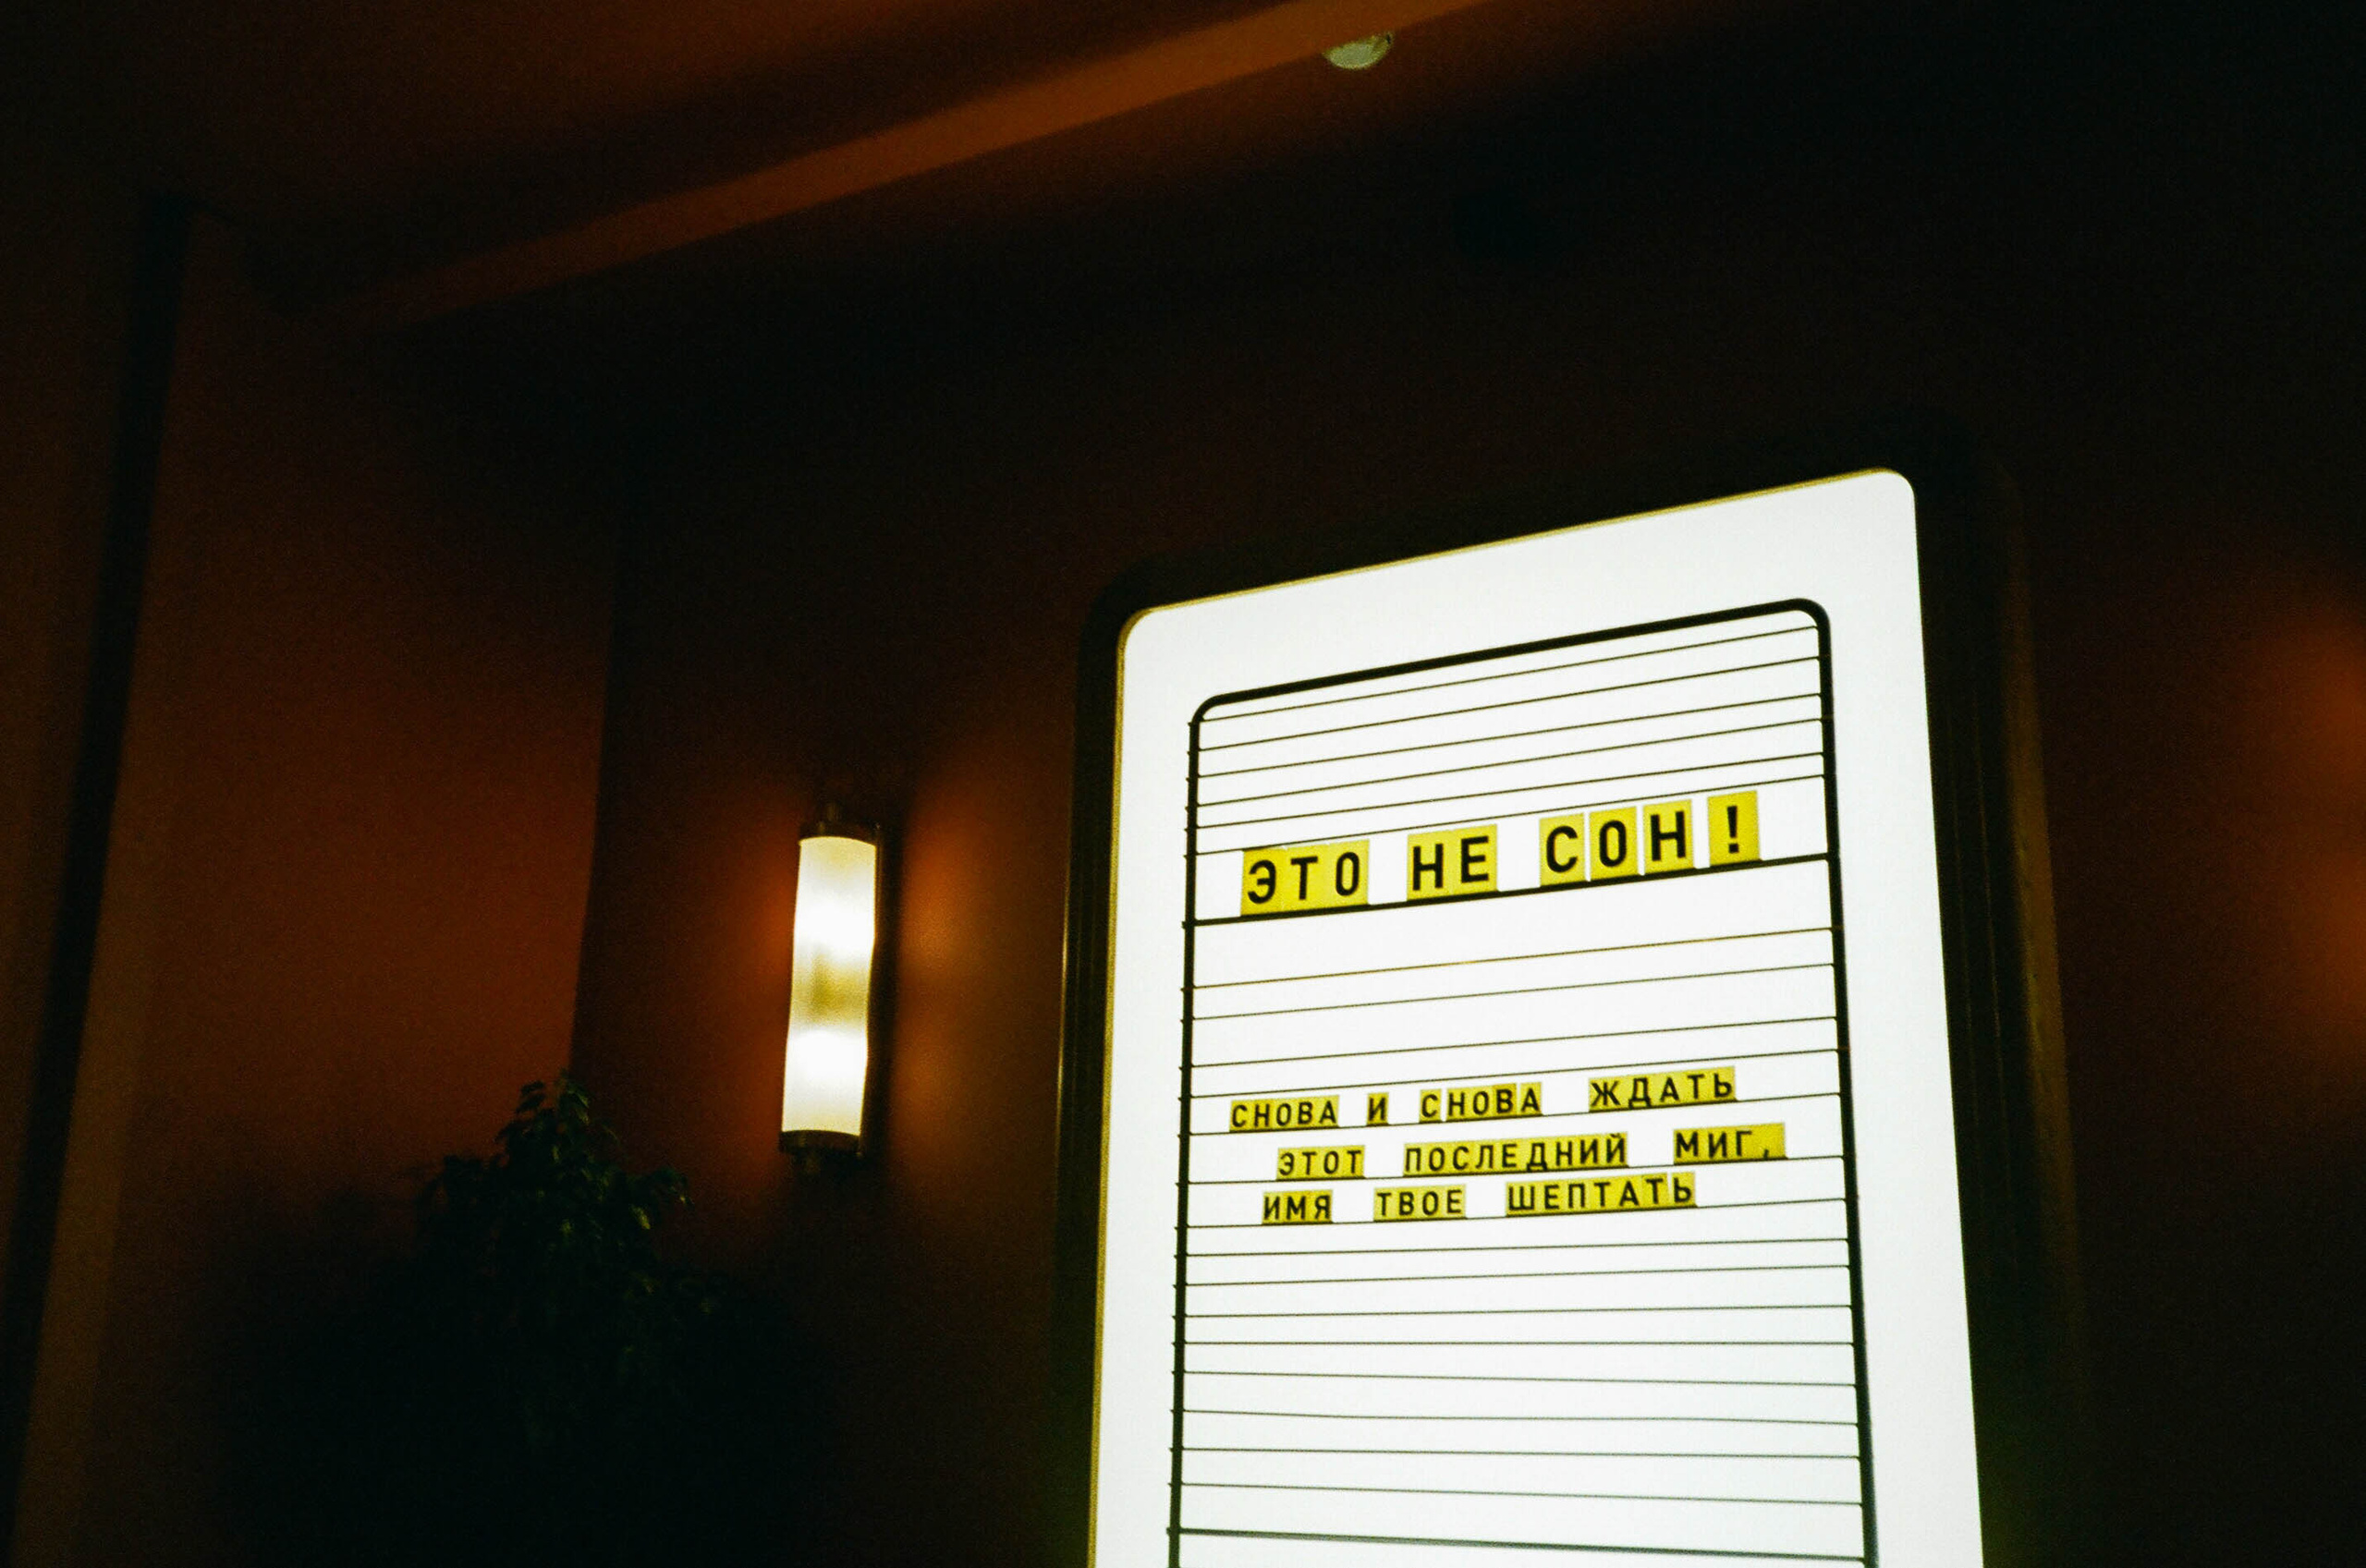 ЭТО НЕ СОН!
СНОВА И СНОВА ЖДАТЬ
ЭТОТ ПОСЛЕДНИЙ МИГ,
ИМЯ ТВОЕ ШЕПТАТЬ